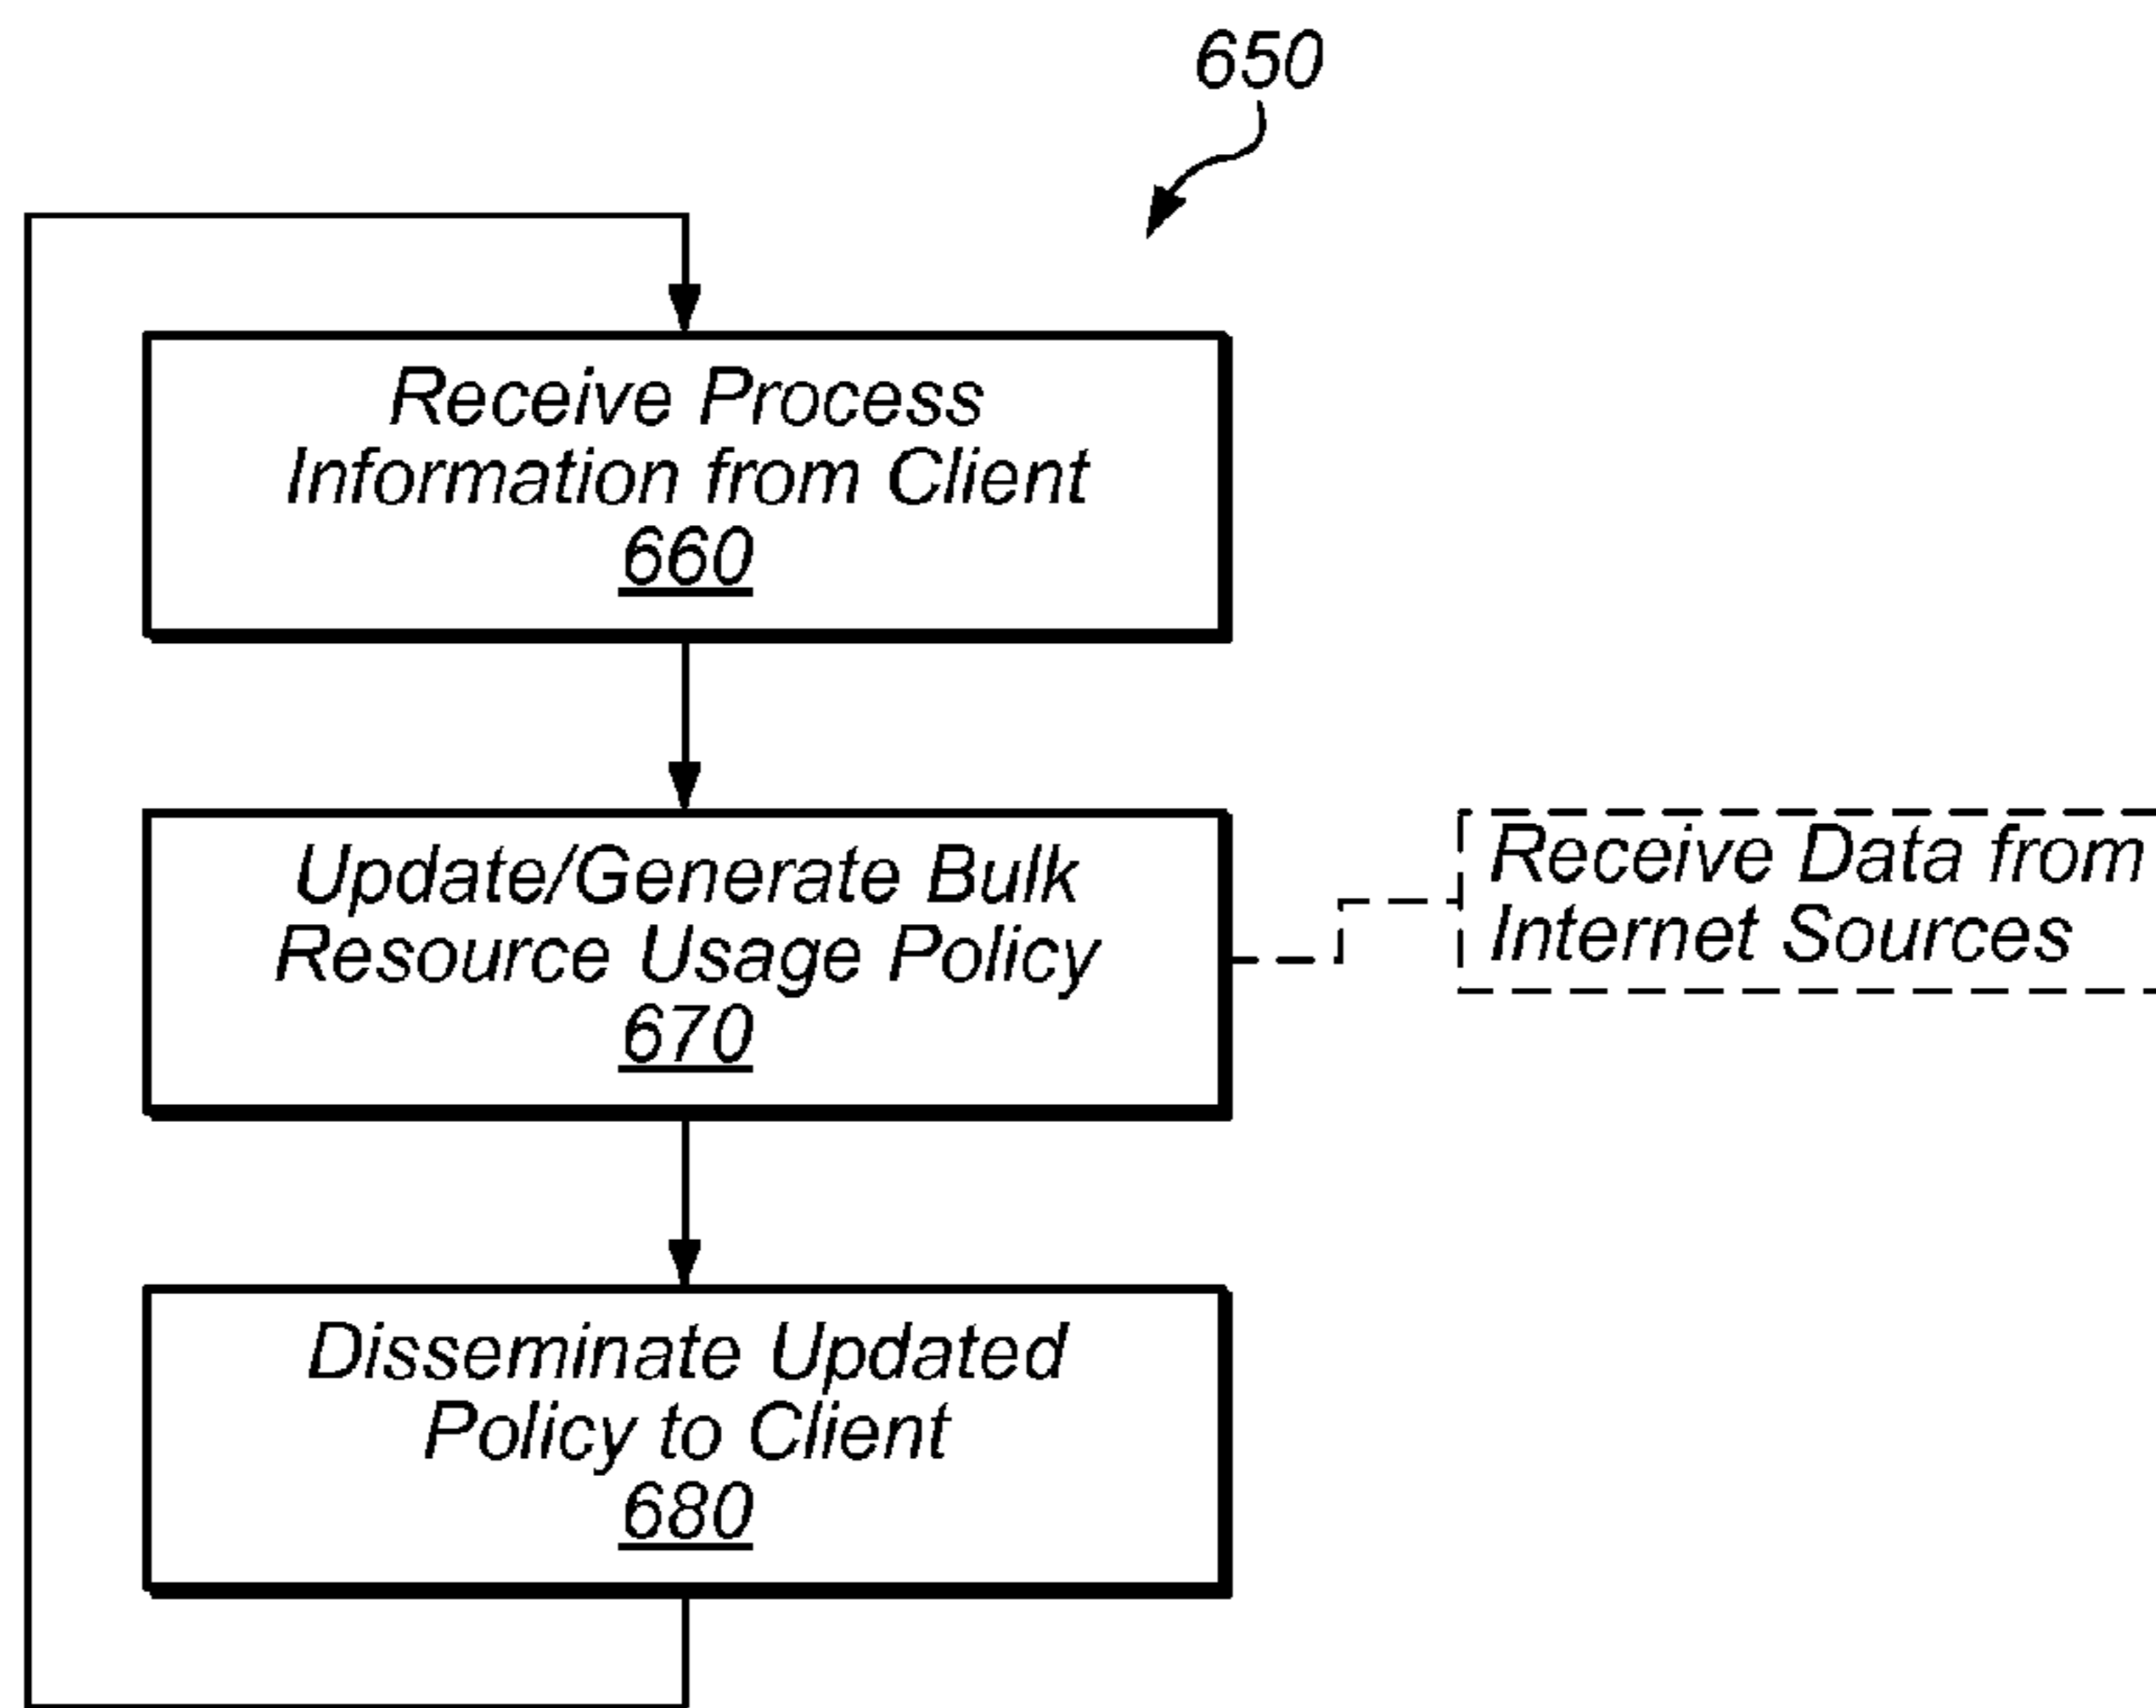 650
Receive Process
Information from Client
660
Update/Generate Bulk
Resource Usage Policy
670
Receive Data from
Internet Sources
Disseminate Updated
Policy to Client
680